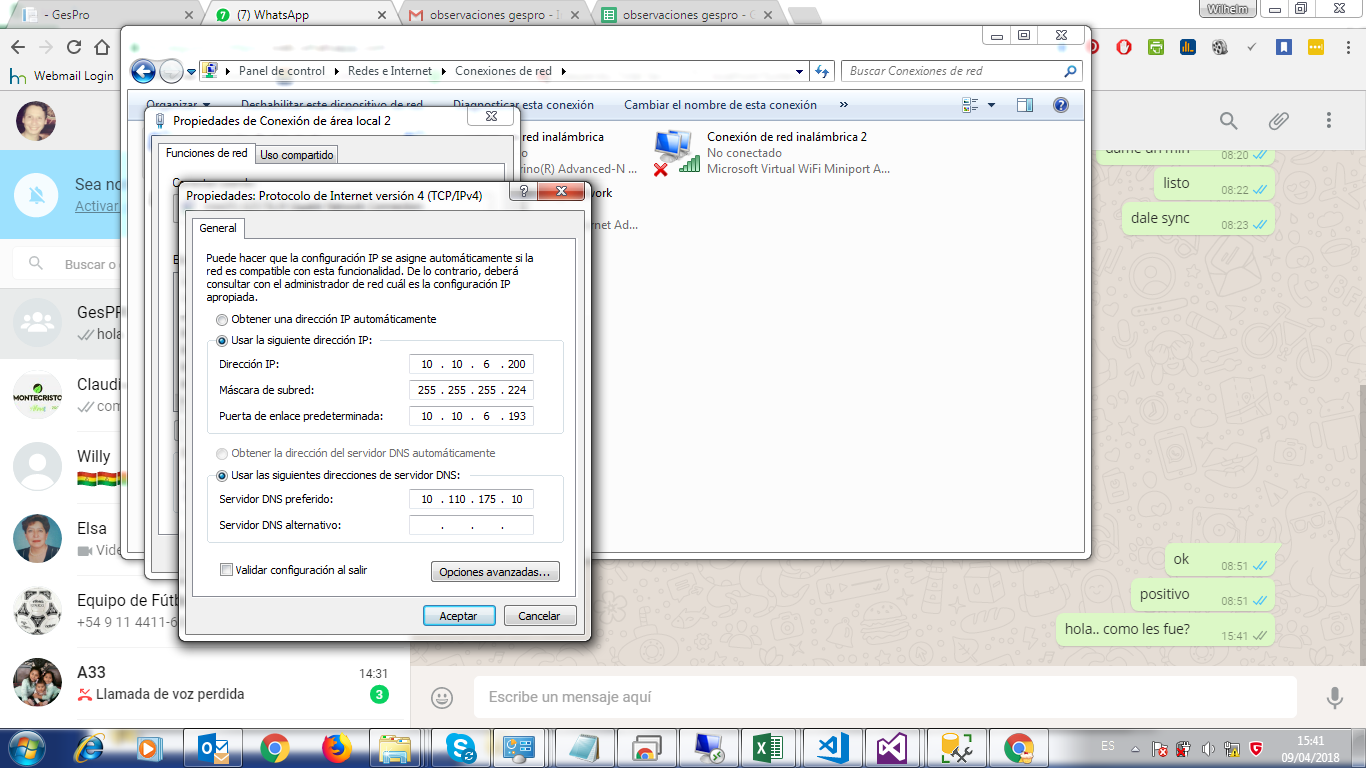 - GesPro
(7) WhatsApp
observaciones gespro - 
observaciones gespro - 
Wilhelm
Webmail Login
Panel de control
Redes e Internet
Conexiones de red
Buscar Conexiones de red
Organizar
Deshabilitar este dispositivo de red
Diagnosticar esta conexión
Cambiar el nombre de esta conexión
»
red inalámbrica
Advanced-N ...
Conexión de red inalámbrica 2
No conectado
Microsoft Virtual WiFi Miniport A...
work
Ad...
Propiedades de Conexión de área local 2
Funciones de red
Uso compartido
Propiedades: Protocolo de Internet versión 4 (TCP/IPv4)
General
Puede hacer que la configuración IP se asigne automáticamente si la
red es compatible con esta funcionalidad. De lo contrario, deberá
consultar con el administrador de red cuál es la configuración IP
apropiada.
Obtener una dirección IP automáticamente
Usar la siguiente dirección IP:
Dirección IP:
10 . 10 . 6 . 200
Máscara de subred:
255 . 255 . 255 . 224
Puerta de enlace predeterminada:
10 . 10 . 6 . 193
Obtener la dirección del servidor DNS automáticamente
Usar las siguientes direcciones de servidor DNS:
Servidor DNS preferido:
10 . 110 . 175 . 10
Servidor DNS alternativo:
. . .
Validar configuración al salir
Opciones avanzadas...
Aceptar
Cancelar
Sea no
Activar
Buscar o
GesPR
hola
Claudi
com
MONTECRISTO
Willy
Elsa
Vide
Equipo de Fútb
+54 9 11 4411-6
A33
14:31
Llamada de voz perdida
3
08:20
listo
08:22
dale sync
08:23
ok
08:51
positivo
08:51
hola.. como les fue?
15:41
Escribe un mensaje aquí
ES
15:41
09/04/2018